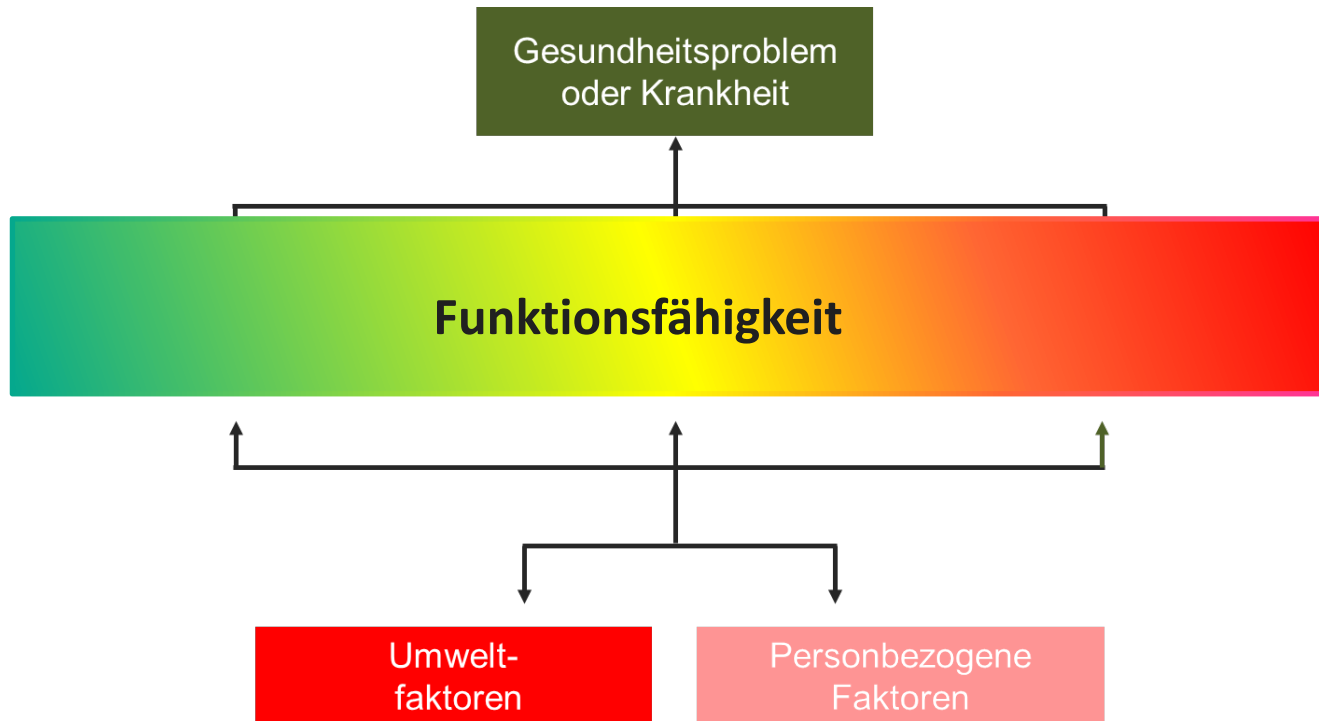 Gesundheitsproblem
oder Krankheit
Funktionsfähigkeit
Umwelt-
faktoren
Personbezogene
Faktoren